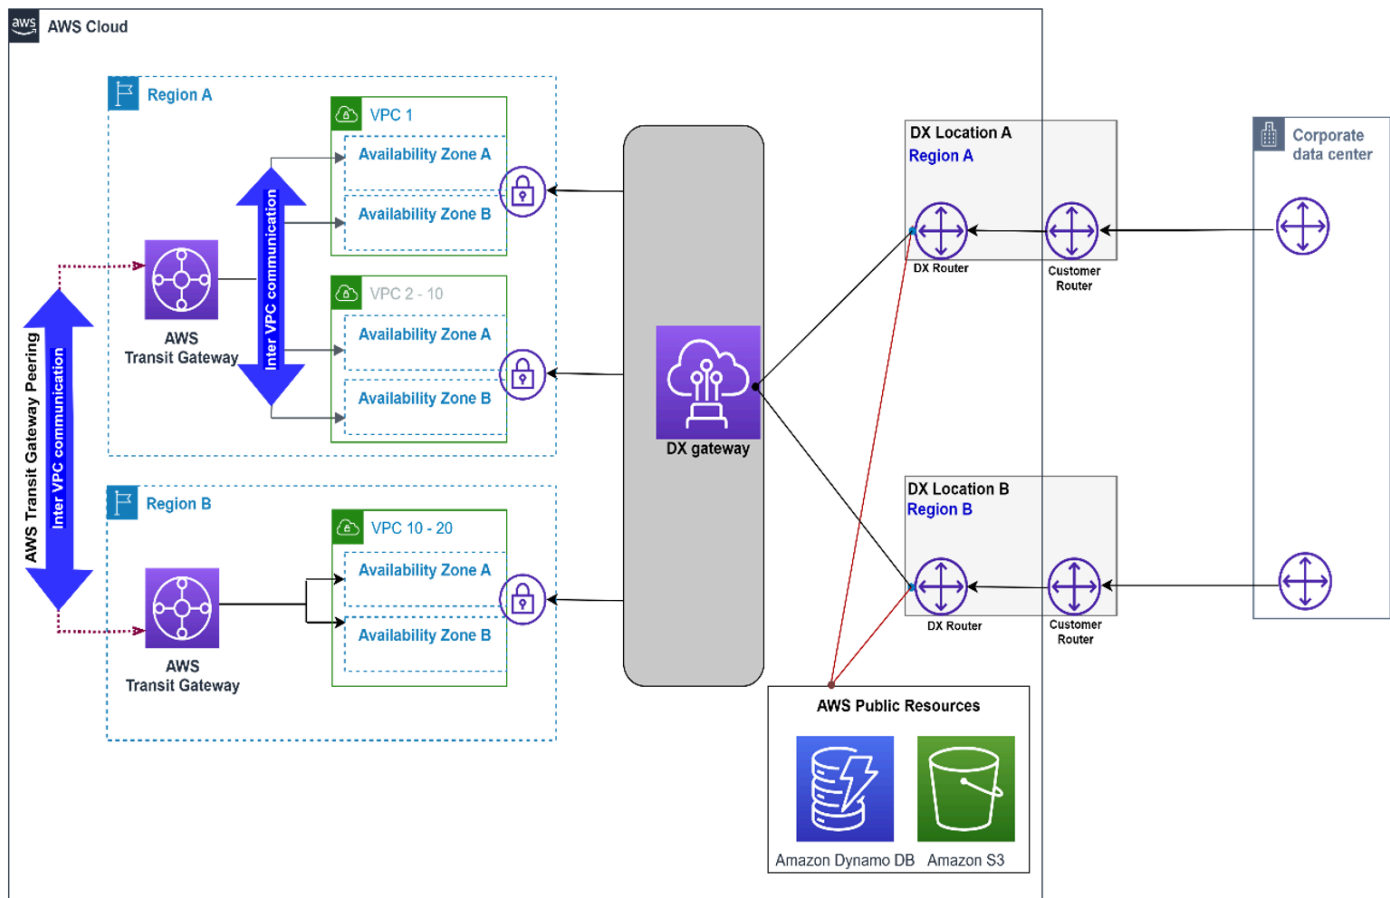 aws
AWS Cloud
Region A
VPC 1
Availability Zone A
Availability Zone B
Inter VPC communication
AWS
Transit Gateway
VPC 2 - 10
Availability Zone A
Availability Zone B
AWS Transit Gateway Peering
Inter VPC communication
Region B
VPC 10 - 20
Availability Zone A
Availability Zone B
AWS
Transit Gateway
DX gateway
DX Location A
Region A
DX Router
Customer
Router
Corporate
data center
DX Location B
Region B
DX Router
Customer
Router
AWS Public Resources
Amazon Dynamo DB
Amazon S3